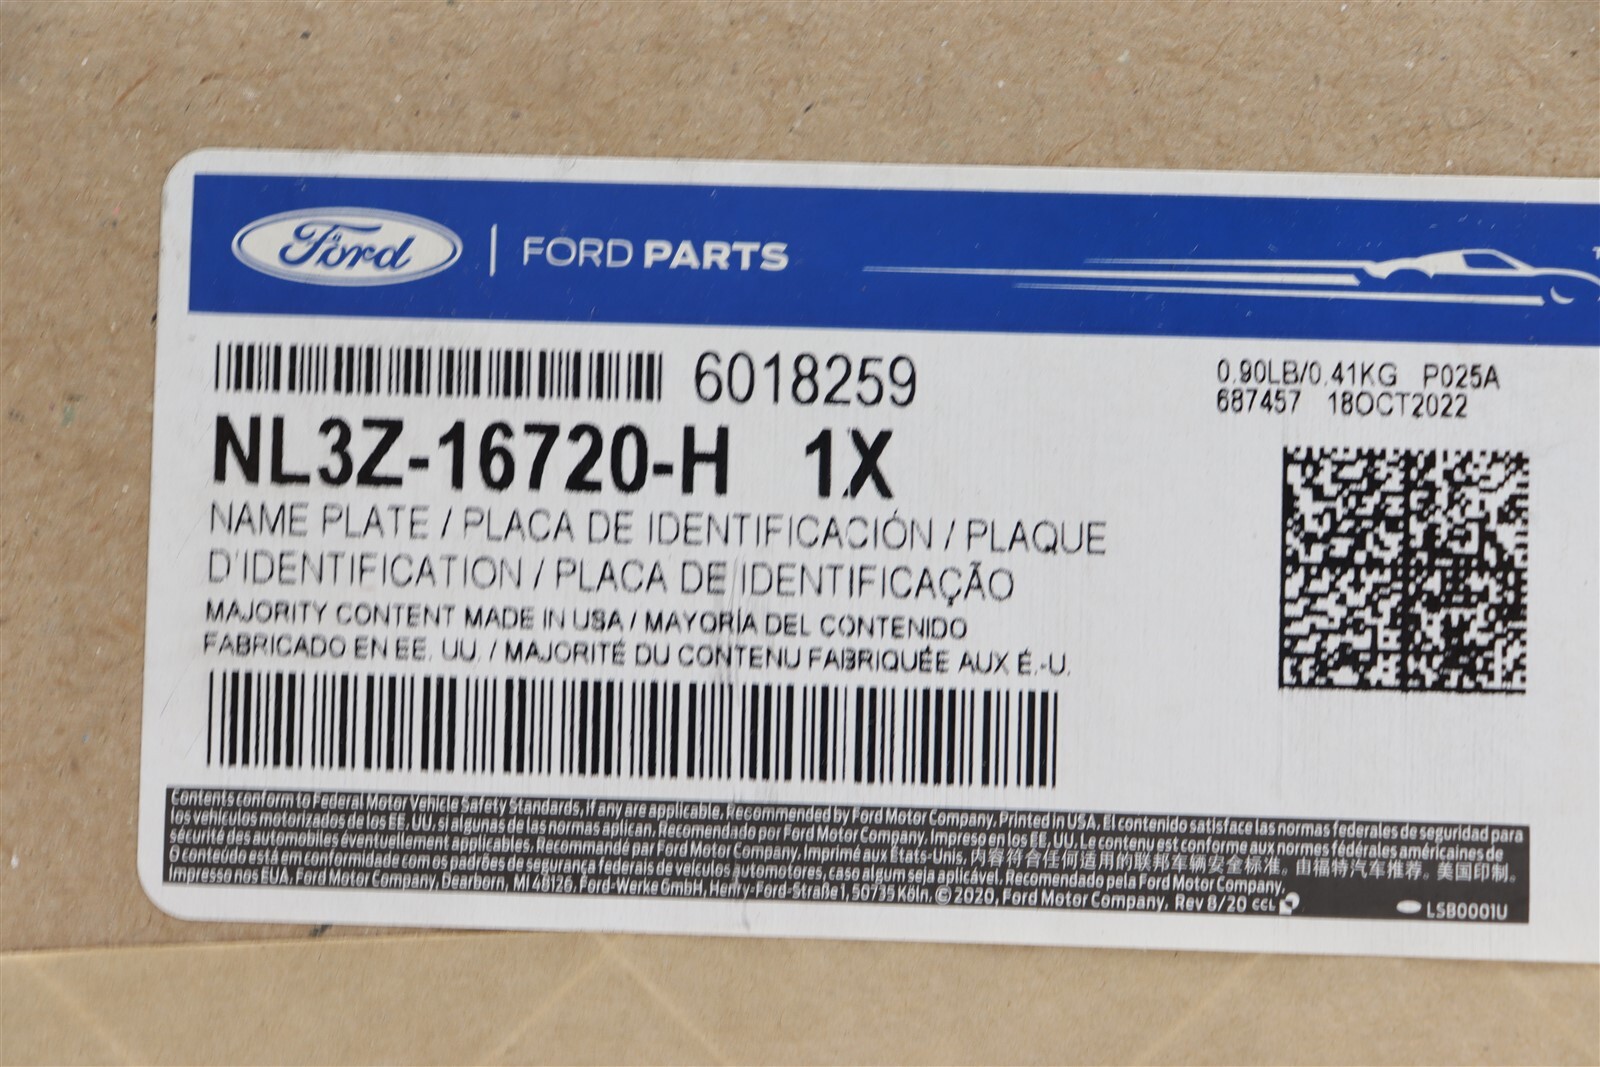 Ford | FORD PARTS
6018259
0.90LB/0.41KG P025A
687457 18OCT2022
NL3Z-16720-H 1X
NAME PLATE / PLACA DE IDENTIFICACIÓN / PLAQUE
D'IDENTIFICATION / PLACA DE IDENTIFICAÇÃO
MAJORITY CONTENT MADE IN USA / MAYORÍA DEL CONTENIDO
FABRICADO EN EE. UU. / MAJORITÉ DU CONTENU FABRIQUÉE AUX É.-U.
Contents conform to Federal Motor Vehicle Safety Standards, if any are applicable. Recommended by Ford Motor Company. Printed in USA. El contenido satisface las normas federales de seguridad para
los vehículos motorizados de los EE. UU. si algunas de las normas aplican. Recomendado por Ford Motor Company. Impreso en los EE. UU. Le contenu est conforme aux normes fédérales américaines de
sécurité des automobiles éventuellement applicables. Recommandé par Ford Motor Company. Imprimé aux États-Unis. 内容符合任何适用的联邦车辆安全标准。由福特汽车推荐。美国印制。
O conteúdo está em conformidade com os padrões de segurança federais de veículos automotores, caso algum seja aplicável. Recomendado pela Ford Motor Company.
Impresso nos EUA. Ford Motor Company, Dearborn, MI 48126. Ford-Werke GmbH, Henry-Ford-Straße 1, 50735 Köln. © 2020, Ford Motor Company. Rev 8/20 CCL
LSB0001U